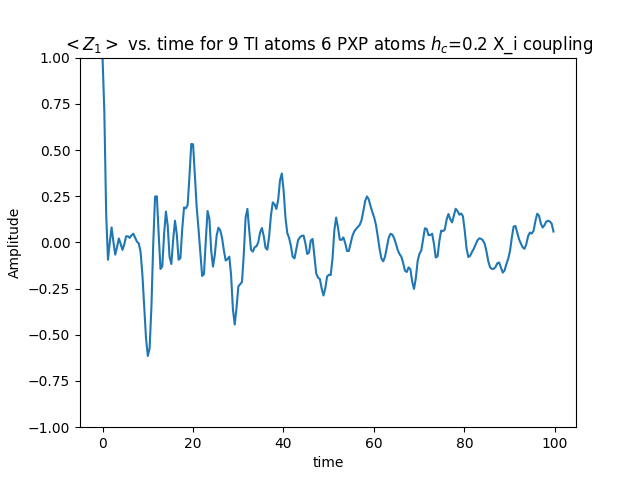 < Z_1 > vs. time for 9 TI atoms 6 PXP atoms h_c=0.2 X_i coupling
1.00
0.75
0.50
0.25
0.00
−0.25
−0.50
−0.75
−1.00
Amplitude
0 20 40 60 80 100
time